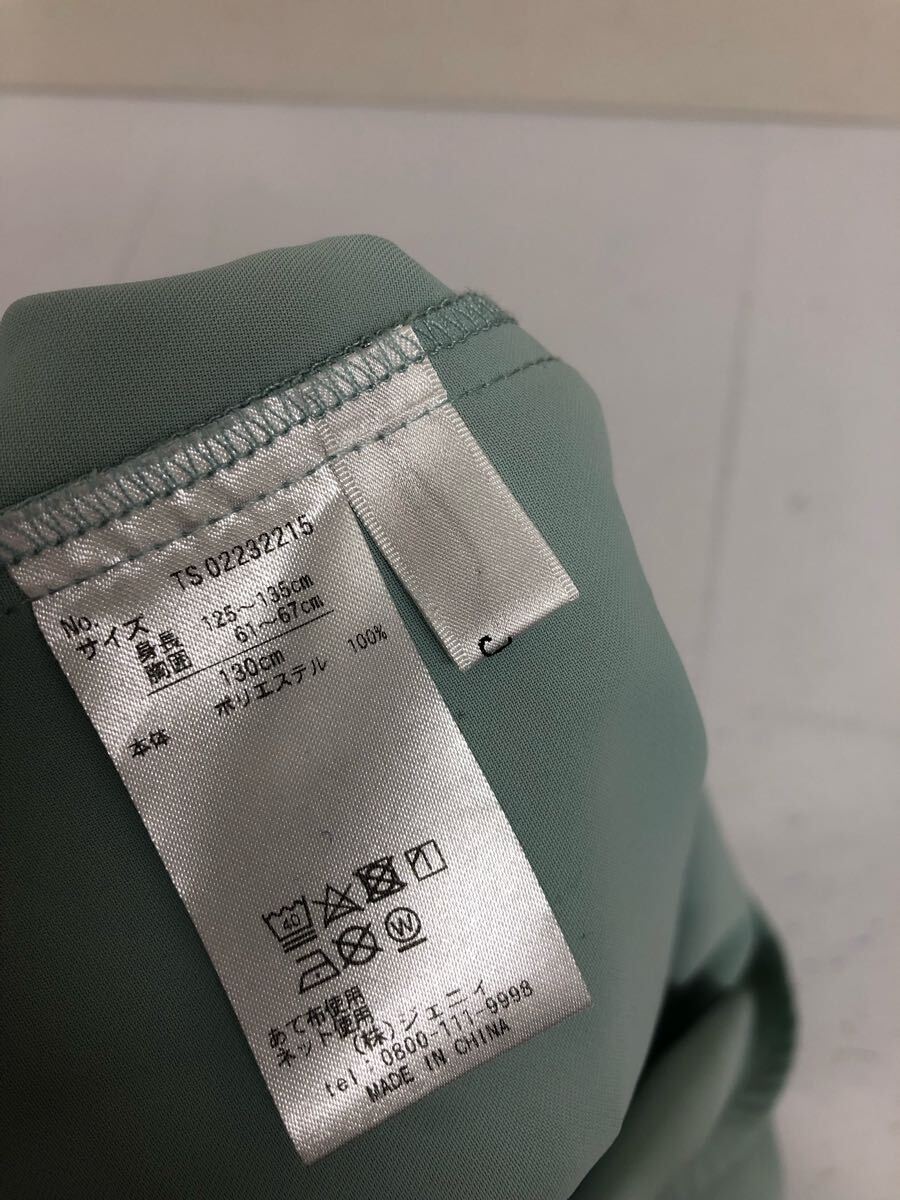 No. TS02232215
サイズ
身長 125～135cm
胸囲 61～67cm
130cm
本体 ポリエステル 100%
40
W
あて布使用
ネット使用
(株)ジェニィ
tel:0800-111-9998
MADE IN CHINA